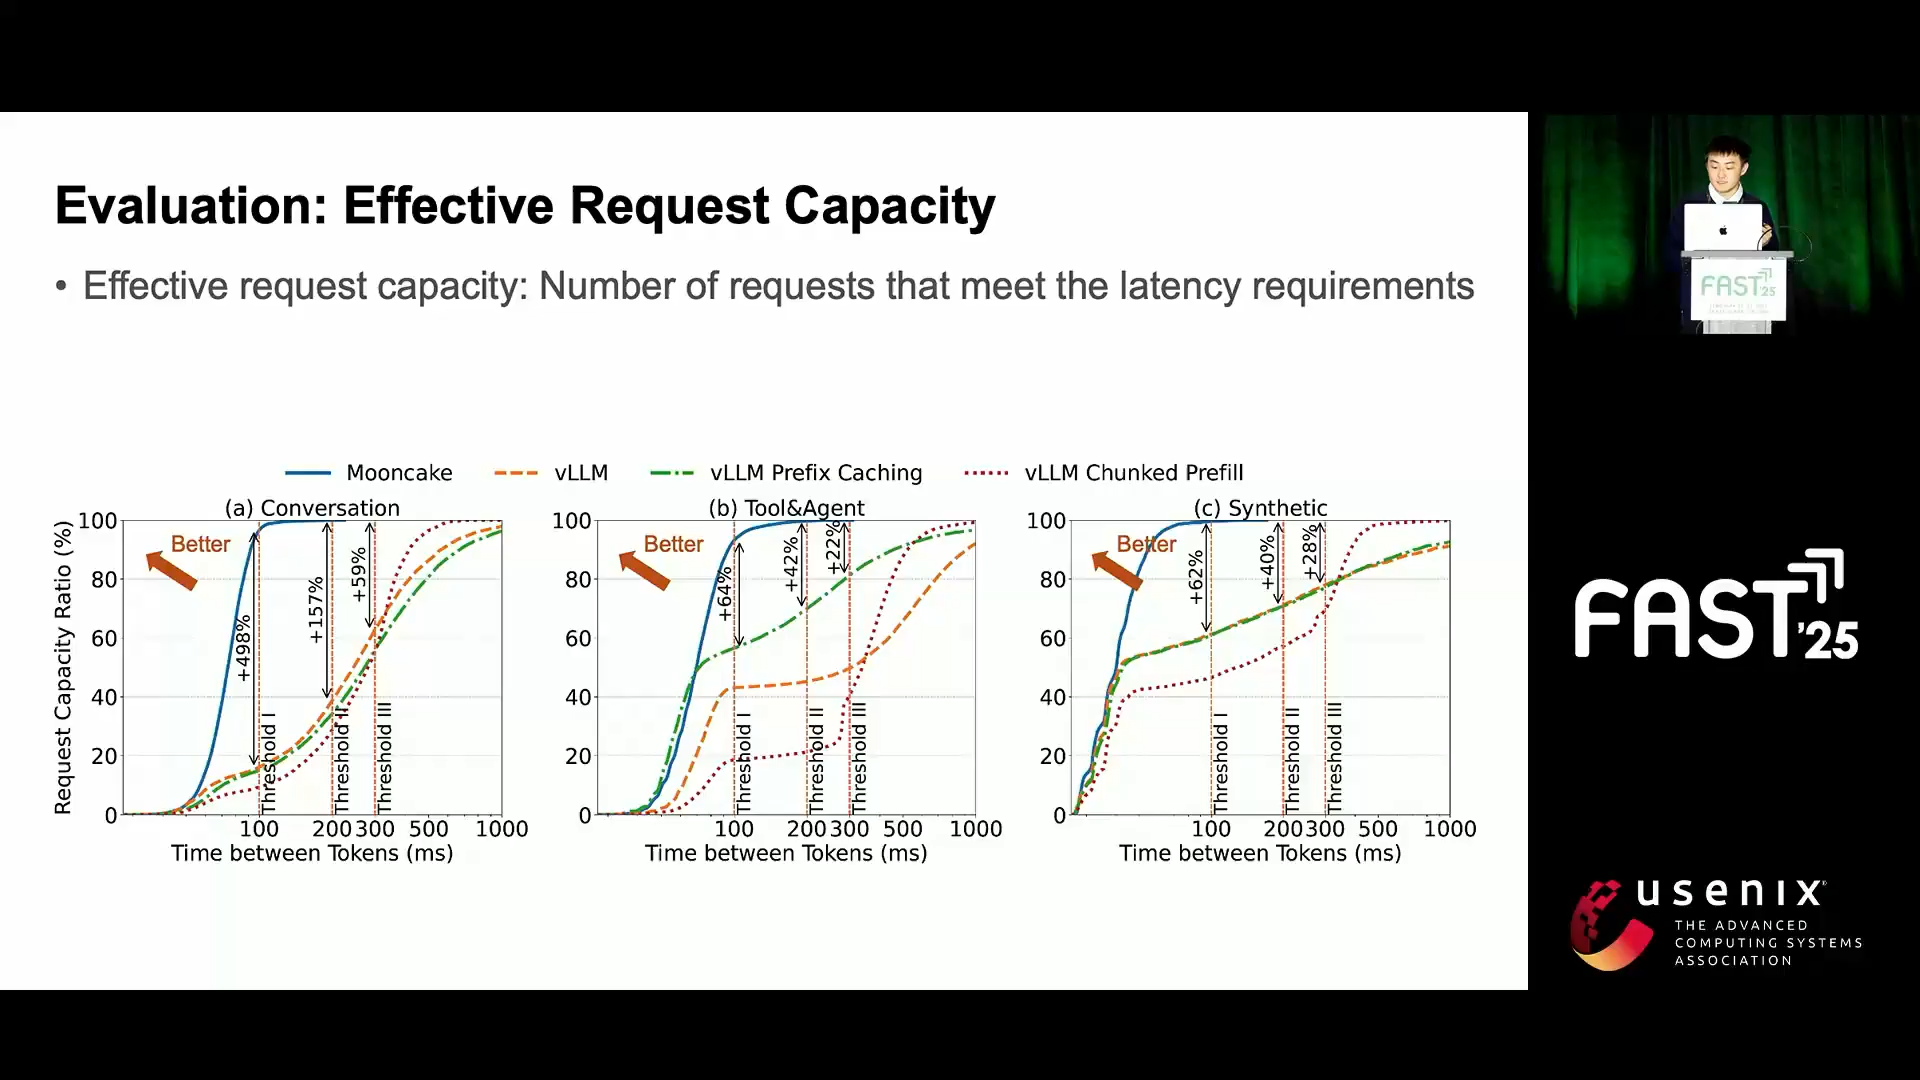 Evaluation: Effective Request Capacity
• Effective request capacity: Number of requests that meet the latency requirements
Mooncake vLLM vLLM Prefix Caching vLLM Chunked Prefill
(a) Conversation
Request Capacity Ratio (%)
100
80
60
40
20
0
Better
+498%
+157%
+59%
Threshold I
Threshold II
Threshold III
100 200 300 500 1000
Time between Tokens (ms)
(b) Tool&Agent
100
80
60
40
20
0
Better
+64%
+42%
+22%
Threshold I
Threshold II
Threshold III
100 200 300 500 1000
Time between Tokens (ms)
(c) Synthetic
100
80
60
40
20
0
Better
+62%
+40%
+28%
Threshold I
Threshold II
Threshold III
100 200 300 500 1000
Time between Tokens (ms)
FAST '25
FAST '25
usenix
THE ADVANCED
COMPUTING SYSTEMS
ASSOCIATION